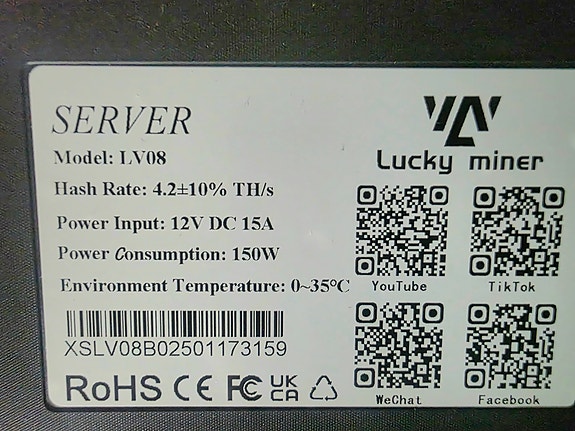 SERVER
Model: LV08
Hash Rate: 4.2±10% TH/s
Power Input: 12V DC 15A
Power Consumption: 150W
Environment Temperature: 0~35°C
XSLV08B02501173159
RoHS CE FC UK CA
Lucky miner
YouTube
TikTok
WeChat
Facebook